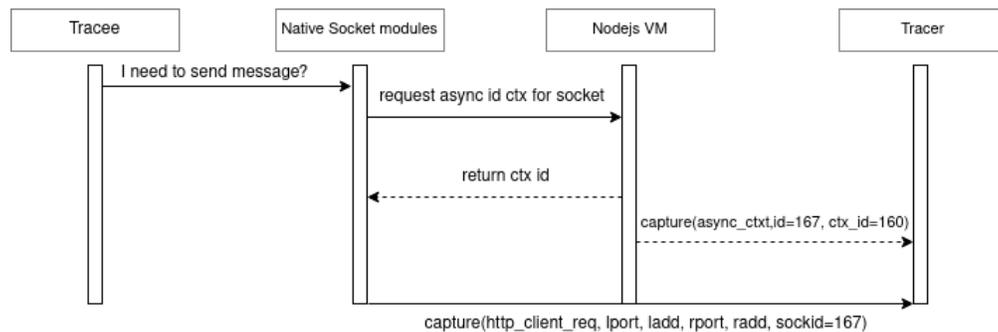 Tracee
Native Socket modules
Nodejs VM
Tracer
I need to send message?
request async id ctx for socket
return ctx id
capture(async_ctxt,id=167, ctx_id=160)
capture(http_client_req, lport, ladd, rport, radd, sockid=167)